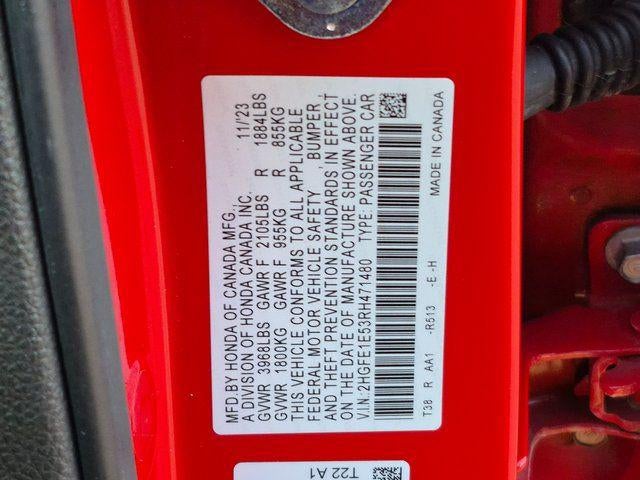 MFD.BY HONDA OF CANADA MFG., 11/'23
A DIVISION OF HONDA CANADA INC.
GVWR 3968LBS GAWR F 2105LBS R 1884LBS
GVWR 1800KG GAWR F 955KG R 855KG
THIS VEHICLE CONFORMS TO ALL APPLICABLE
FEDERAL MOTOR VEHICLE SAFETY, BUMPER,
AND THEFT PREVENTION STANDARDS IN EFFECT
ON THE DATE OF MANUFACTURE SHOWN ABOVE.
V.I.N.:2HGFE1E53RH471480 TYPE: PASSENGER CAR
T38 R AA1 -R513 -E -H MADE IN CANADA
T22 A1